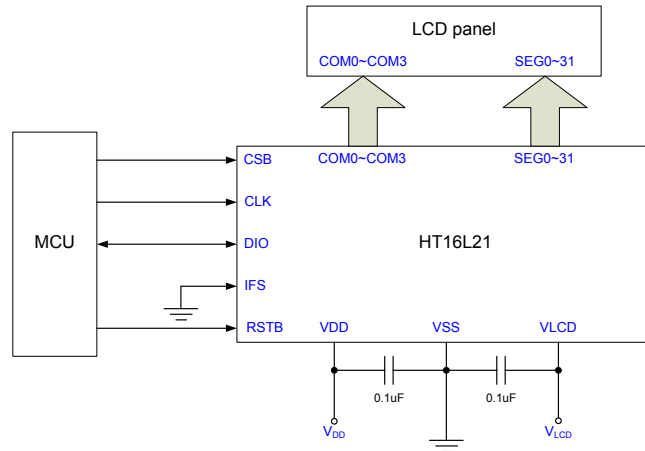 LCD panel
COM0~COM3 SEG0~31
COM0~COM3 SEG0~31
CSB
CLK
MCU DIO HT16L21
IFS
RSTB VDD VSS VLCD
0.1uF 0.1uF
VDD VLCD